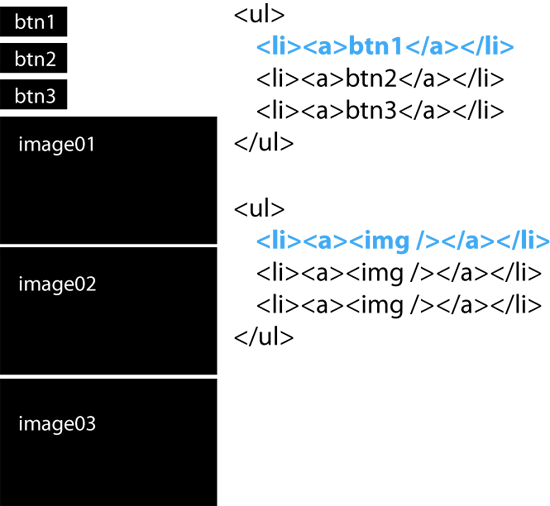 btn1
btn2
btn3
image01
image02
image03
<ul>
<li><a>btn1</a></li>
<li><a>btn2</a></li>
<li><a>btn3</a></li>
</ul>
<ul>
<li><a><img /></a></li>
<li><a><img /></a></li>
<li><a><img /></a></li>
</ul>